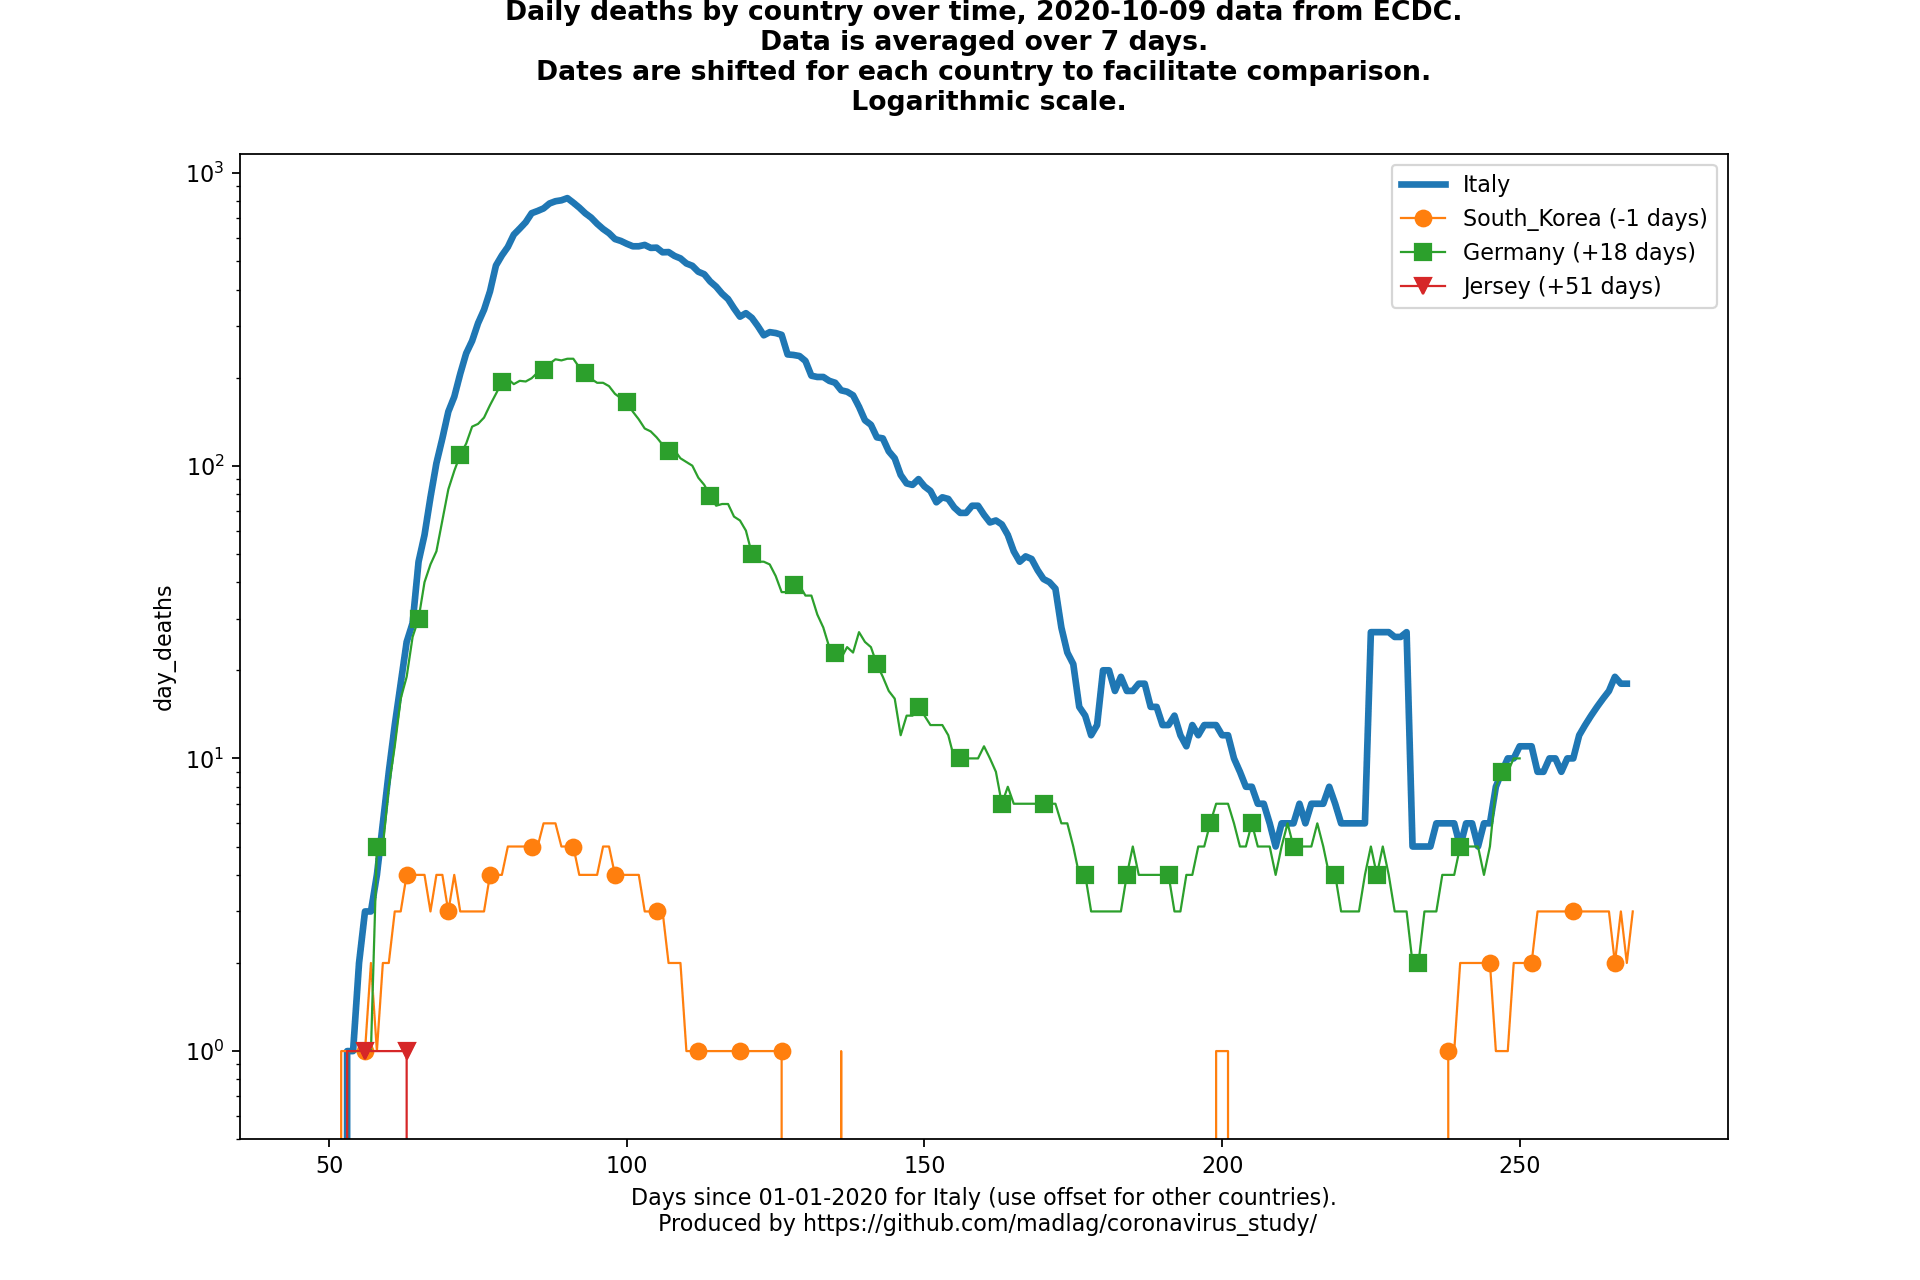 Daily deaths by country over time, 2020-10-09 data from ECDC.
Data is averaged over 7 days.
Dates are shifted for each country to facilitate comparison.
Logarithmic scale.
10³
10²
10¹
10⁰
day_deaths
Italy
South_Korea (-1 days)
Germany (+18 days)
Jersey (+51 days)
50 100 150 200 250
Days since 01-01-2020 for Italy (use offset for other countries).
Produced by https://github.com/madlag/coronavirus_study/